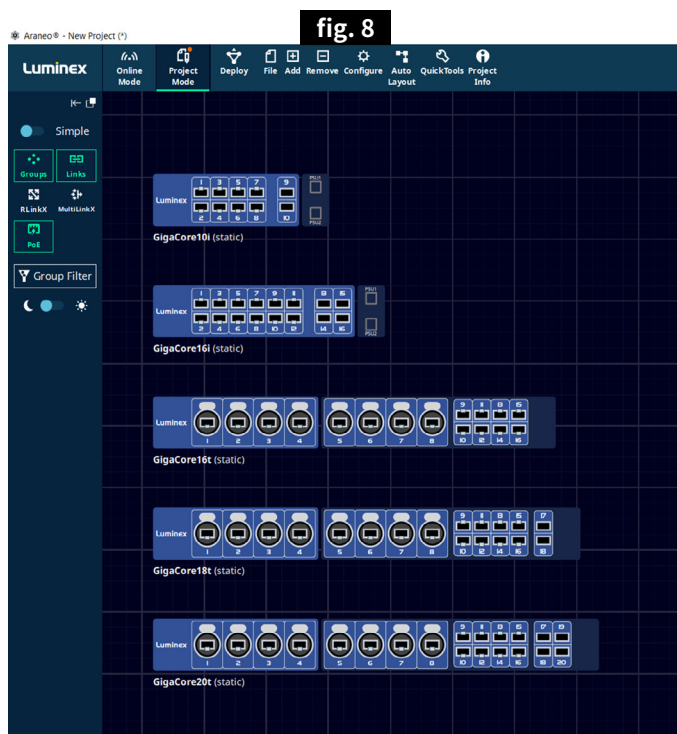 Araneo® - New Project (*)
fig. 8
Luminex
Online Mode
Project Mode
Deploy
File
Add
Remove
Configure
Auto Layout
QuickTools
Project Info
Simple
Groups
Links
RLinkX
MultiLinkX
PoE
Group Filter
1 3 5 7 9
PSU1
Luminex
2 4 6 8 10
PSU2
GigaCore10i (static)
1 3 5 7 9 11 13 15
PSU1
Luminex
2 4 6 8 10 12 14 16
PSU2
GigaCore16i (static)
9 11 13 15
Luminex
1 2 3 4 5 6 7 8 10 12 14 16
GigaCore16t (static)
9 11 13 15 17
Luminex
1 2 3 4 5 6 7 8 10 12 14 16 18
GigaCore18t (static)
9 11 13 15 17 19
Luminex
1 2 3 4 5 6 7 8 10 12 14 16 18 20
GigaCore20t (static)